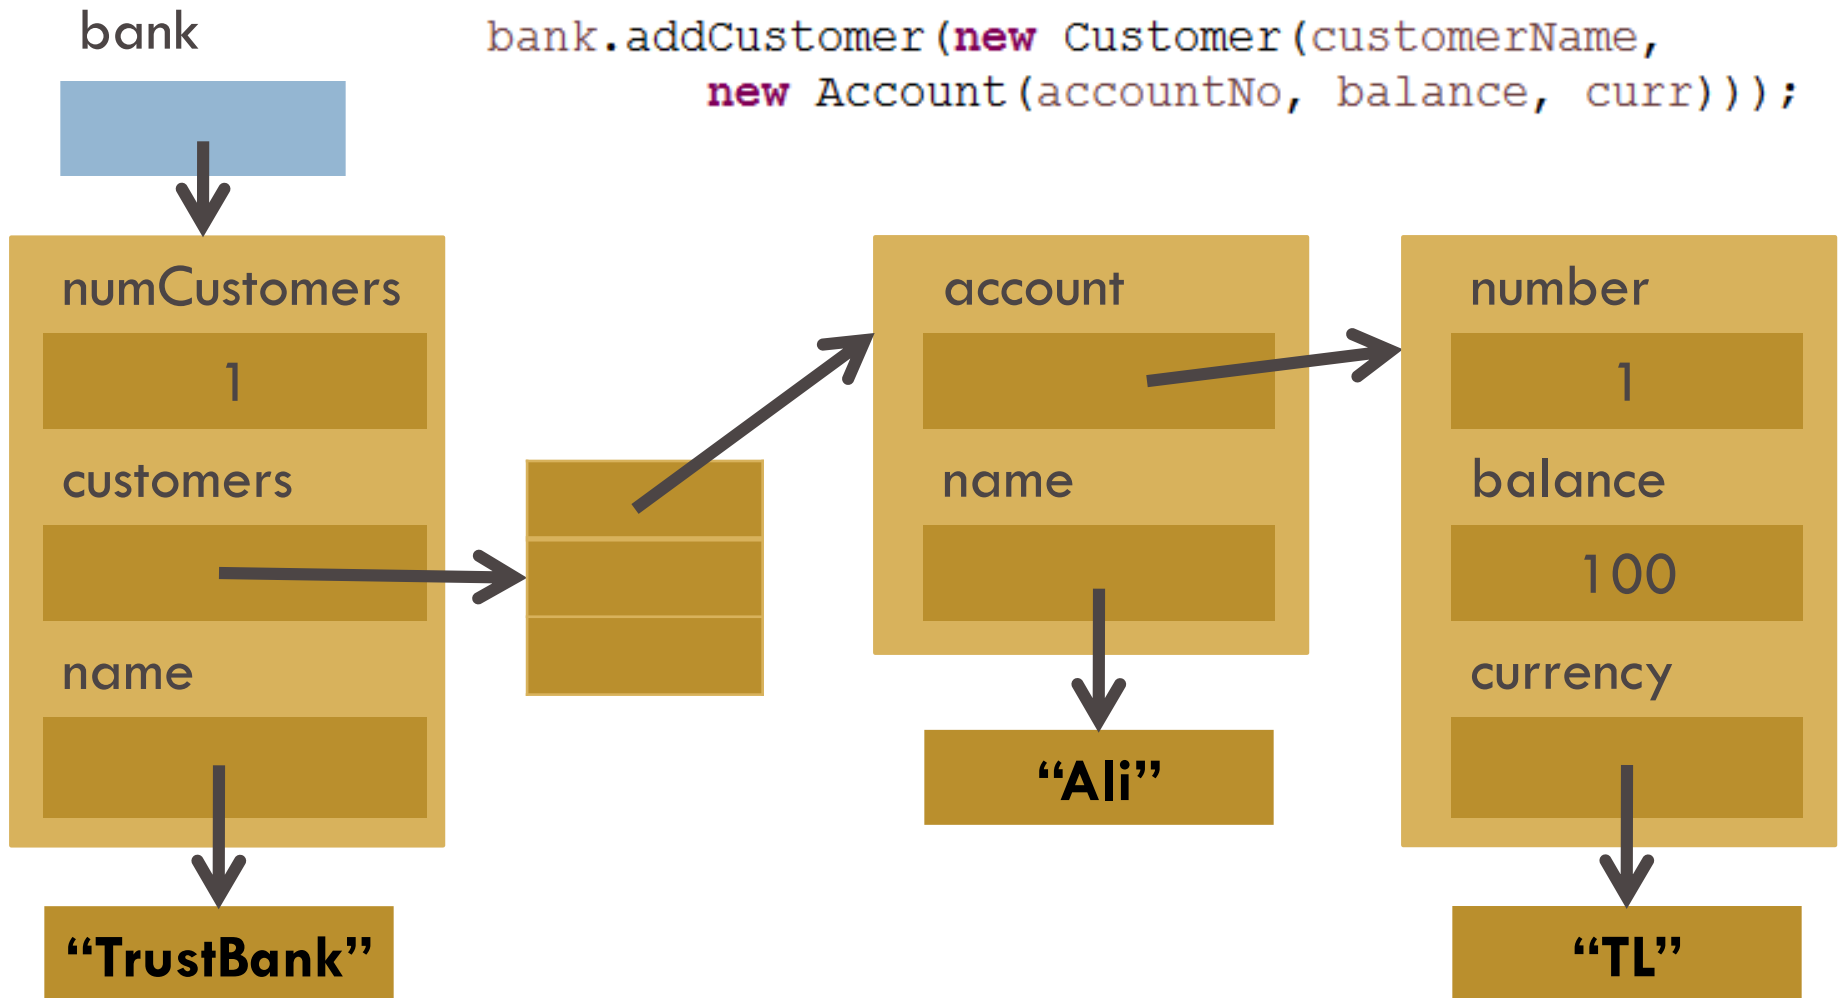 bank
bank.addCustomer(new Customer(customerName,
new Account(accountNo, balance, curr)));
numCustomers
1
customers
name
“TrustBank”
account
name
“Ali”
number
1
balance
100
currency
“TL”